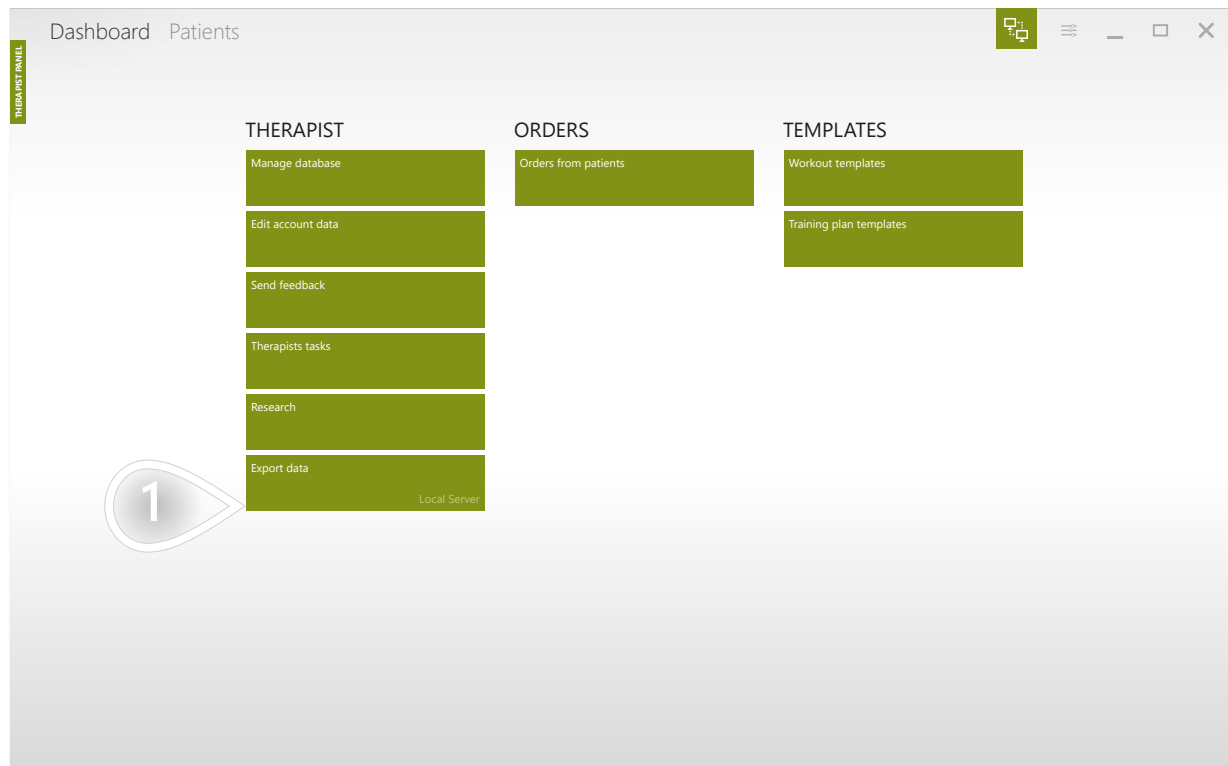 Dashboard Patients
THERAPIST PANEL
THERAPIST
Manage database
Edit account data
Send feedback
Therapists tasks
Research
Export data
Local Server
1
ORDERS
Orders from patients
TEMPLATES
Workout templates
Training plan templates